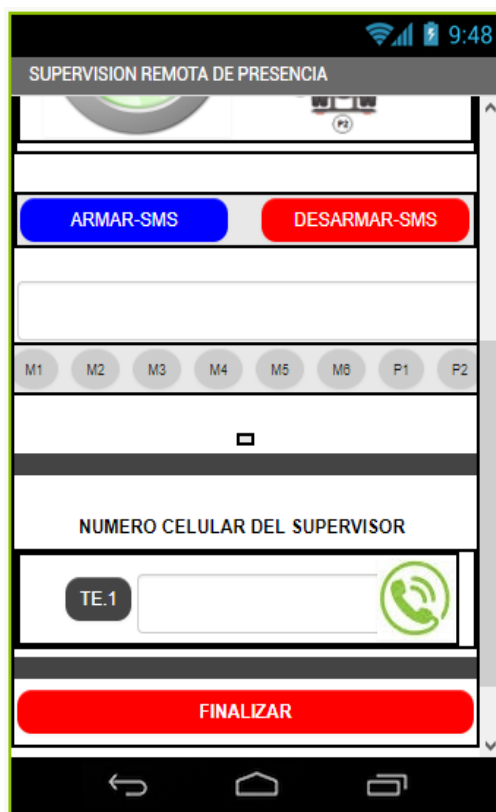 9:48
SUPERVISION REMOTA DE PRESENCIA
P2
ARMAR-SMS DESARMAR-SMS
M1 M2 M3 M4 M5 M6 P1 P2
NUMERO CELULAR DEL SUPERVISOR
TE.1
FINALIZAR